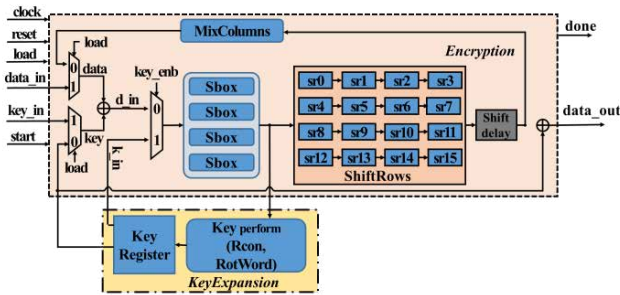 clock
reset
load
data_in
key_in
start
MixColumns
Encryption
done
data_out
load
0
1
data
d_in
key_enb
0
1
1
0
key
load
k_in
Sbox
Sbox
Sbox
Sbox
sr0 sr1 sr2 sr3
sr4 sr5 sr6 sr7
sr8 sr9 sr10 sr11
sr12 sr13 sr14 sr15
ShiftRows
Shift
delay
Key
Register
Key perform
(Rcon,
RotWord)
KeyExpansion